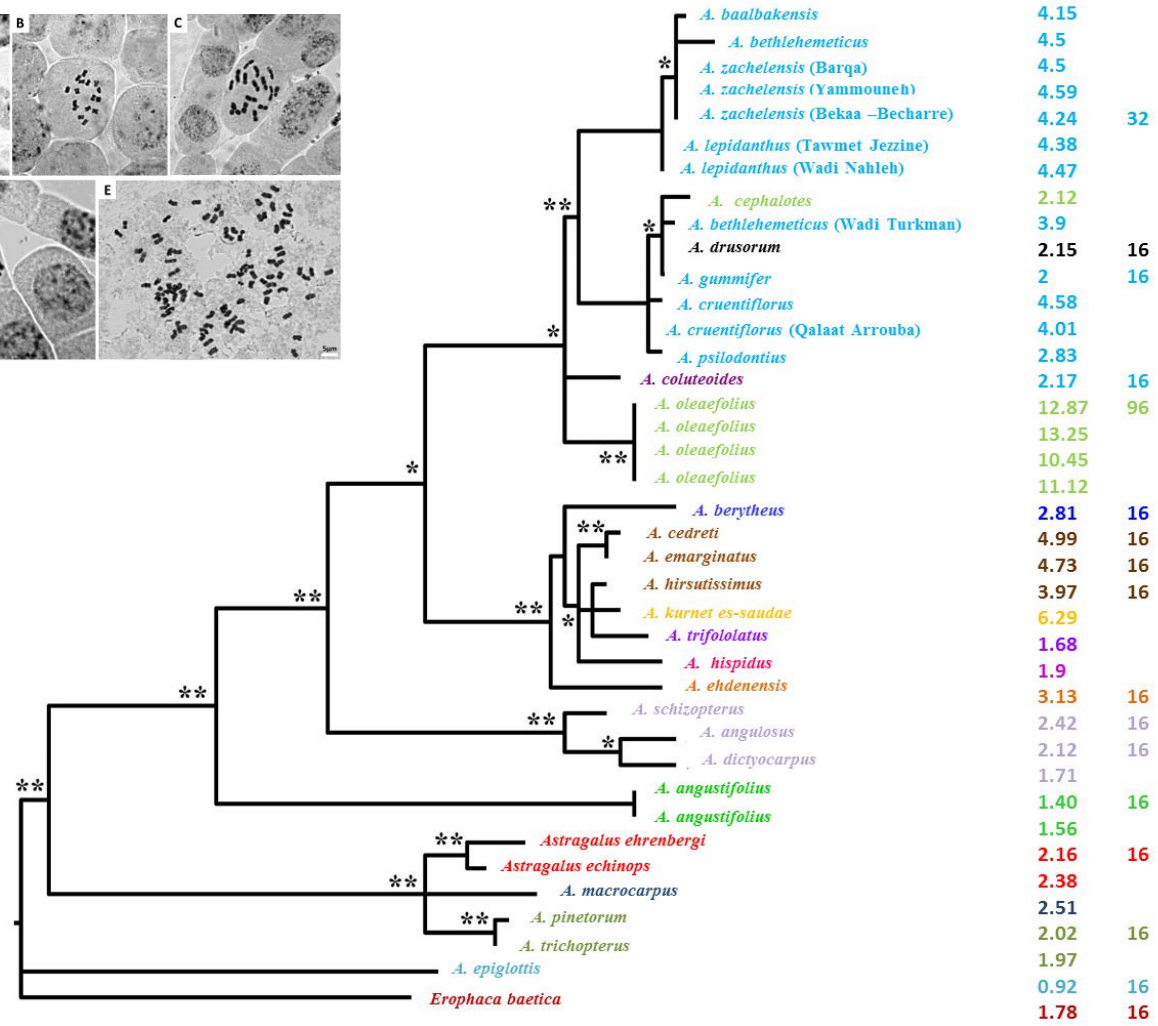 B
C
E
5µm
A. baalbakensis 4.15
A. bethlehemeticus 4.5
A. zachelensis (Barqa) 4.5
A. zachelensis (Yammouneh) 4.59
A. zachelensis (Bekaa –Becharre) 4.24 32
A. lepidanthus (Tawmet Jezzine) 4.38
A. lepidanthus (Wadi Nahleh) 4.47
A. cephalotes 2.12
A. bethlehemeticus (Wadi Turkman) 3.9
A. drusorum 2.15 16
A. gummifer 2 16
A. cruentiflorus 4.58
A. cruentiflorus (Qalaat Arrouba) 4.01
A. psilodontius 2.83
A. coluteoides 2.17 16
A. oleaefolius 12.87 96
A. oleaefolius 13.25
A. oleaefolius 10.45
A. oleaefolius 11.12
A. berytheus 2.81 16
A. cedreti 4.99 16
A. emarginatus 4.73 16
A. hirsutissimus 3.97 16
A. kurnet es-saudae 6.29
A. trifololatus 1.68
A. hispidus 1.9
A. ehdenensis 3.13 16
A. schizopterus 2.42 16
A. angulosus 2.12 16
A. dictyocarpus 1.71
A. angustifolius 1.40 16
A. angustifolius 1.56
Astragalus ehrenbergi 2.16 16
Astragalus echinops 2.38
A. macrocarpus 2.51
A. pinetorum 2.02 16
A. trichopterus 1.97
A. epiglottis 0.92 16
Erophaca baetica 1.78 16